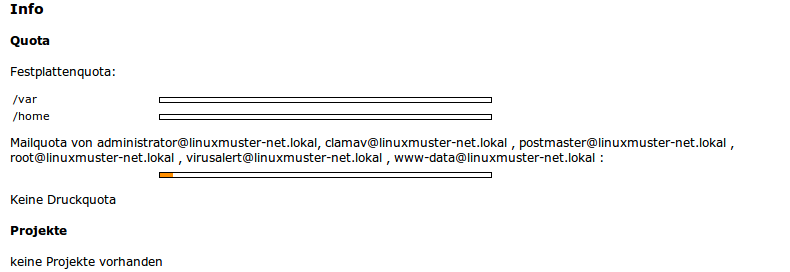 Info
Quota
Festplattenquota:
/var
/home
Mailquota von administrator@linuxmuster-net.lokal, clamav@linuxmuster-net.lokal , postmaster@linuxmuster-net.lokal ,
root@linuxmuster-net.lokal , virusalert@linuxmuster-net.lokal , www-data@linuxmuster-net.lokal :
Keine Druckquota
Projekte
keine Projekte vorhanden